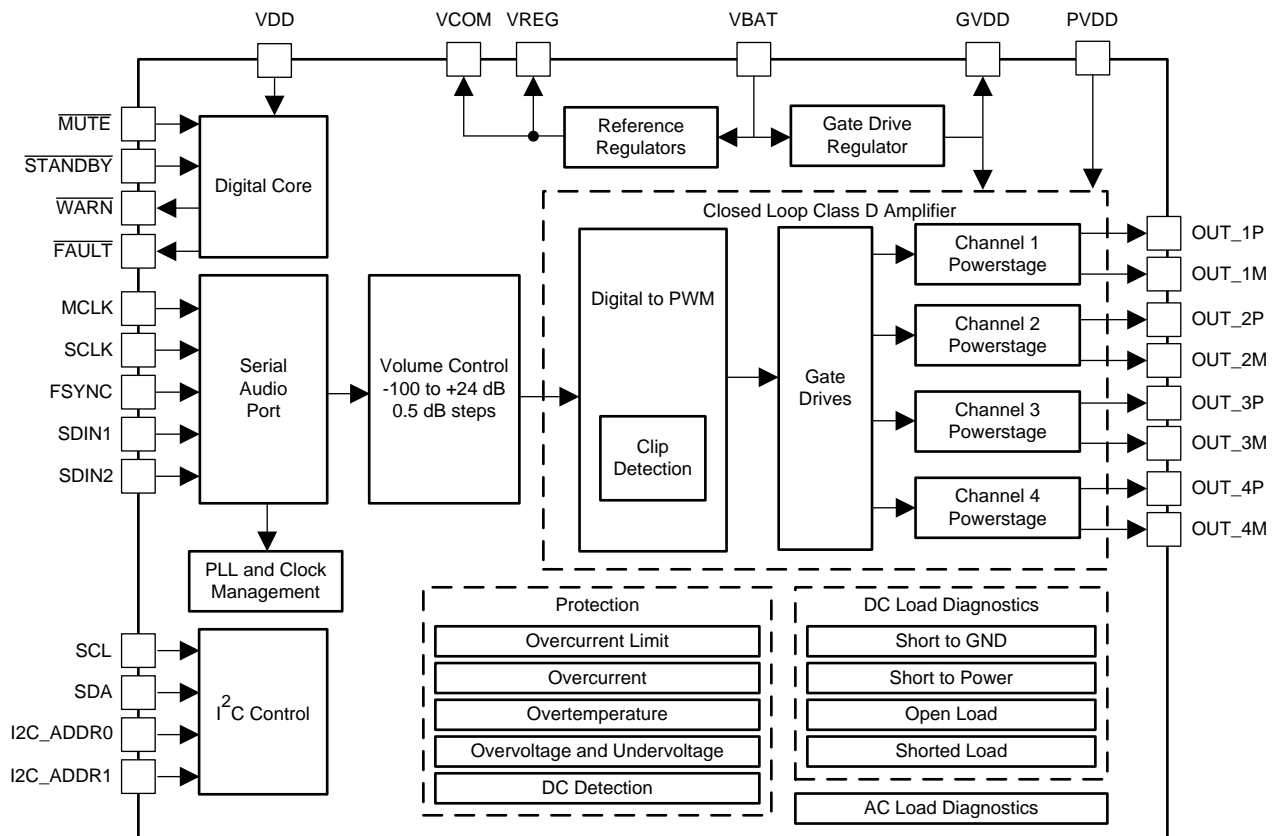 VDD
VCOM
VREG
VBAT
GVDD
PVDD
MUTE
STANDBY
WARN
FAULT
Digital Core
Reference
Regulators
Gate Drive
Regulator
MCLK
SCLK
FSYNC
SDIN1
SDIN2
Serial
Audio
Port
Volume Control
-100 to +24 dB
0.5 dB steps
Closed Loop Class D Amplifier
Digital to PWM
Clip
Detection
Gate
Drives
Channel 1
Powerstage
Channel 2
Powerstage
Channel 3
Powerstage
Channel 4
Powerstage
OUT_1P
OUT_1M
OUT_2P
OUT_2M
OUT_3P
OUT_3M
OUT_4P
OUT_4M
PLL and Clock
Management
SCL
SDA
I2C_ADDR0
I2C_ADDR1
I²C Control
Protection
Overcurrent Limit
Overcurrent
Overtemperature
Overvoltage and Undervoltage
DC Detection
DC Load Diagnostics
Short to GND
Short to Power
Open Load
Shorted Load
AC Load Diagnostics